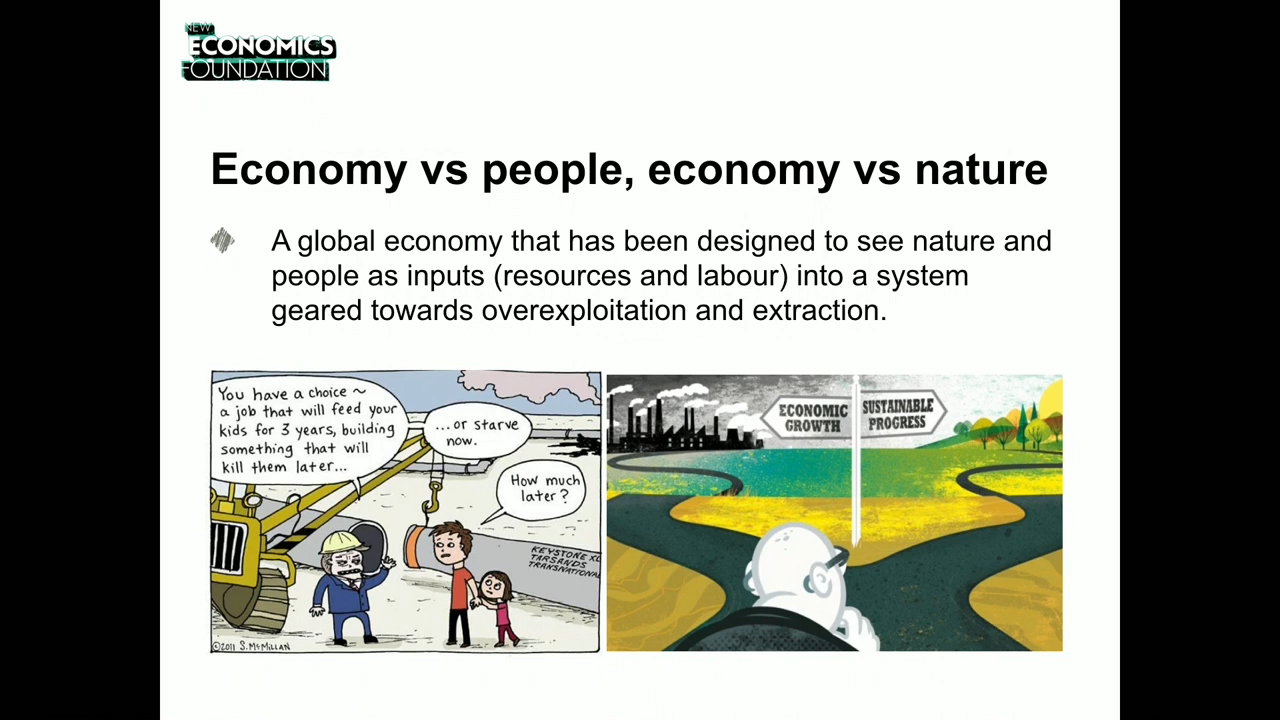 NEW
ECONOMICS
FOUNDATION
Economy vs people, economy vs nature
A global economy that has been designed to see nature and
people as inputs (resources and labour) into a system
geared towards overexploitation and extraction.
You have a choice ~
a job that will feed your
kids for 3 years, building
something that will
kill them later...
...or starve
now.
How much
later?
KEYSTONE XL
TARSANDS
TRANSNATIONAL
©2011 S. McMILLAN
ECONOMIC
GROWTH
SUSTAINABLE
PROGRESS